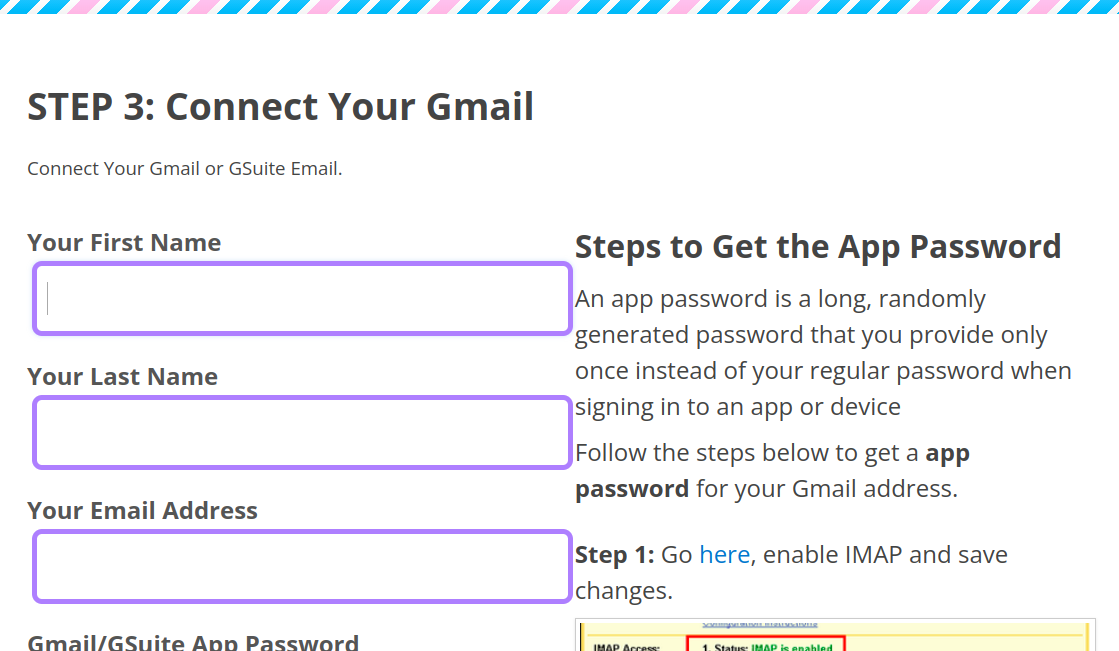 STEP 3: Connect Your Gmail
Connect Your Gmail or GSuite Email.
Your First Name
Your Last Name
Your Email Address
Gmail/GSuite App Password
Steps to Get the App Password
An app password is a long, randomly
generated password that you provide only
once instead of your regular password when
signing in to an app or device
Follow the steps below to get a app
password for your Gmail address.
Step 1: Go here, enable IMAP and save
changes.
Configuration instructions
IMAP Access:
1. Status: IMAP is enabled